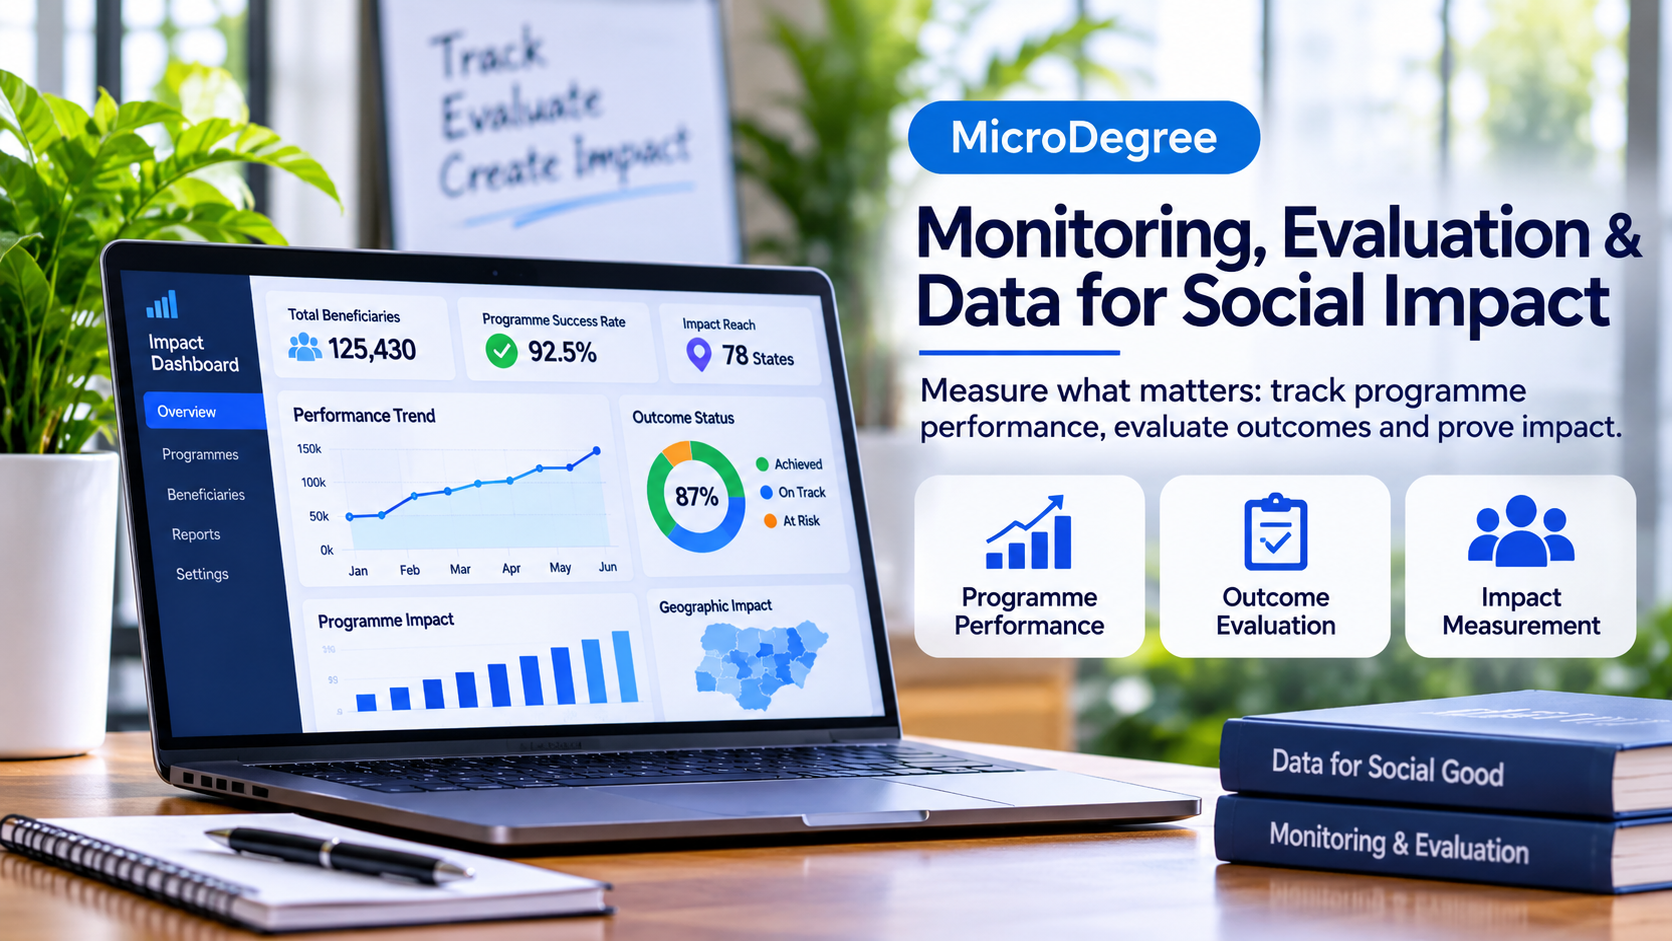 Track
Evaluate
Create Impact
MicroDegree
Monitoring, Evaluation &
Data for Social Impact
Measure what matters: track programme
performance, evaluate outcomes and prove impact.
Programme
Performance
Outcome
Evaluation
Impact
Measurement
Impact
Dashboard
Overview
Programmes
Beneficiaries
Reports
Settings
Total Beneficiaries
125,430
Programme Success Rate
92.5%
Impact Reach
78 States
Performance Trend
150k
100k
50k
0k
Jan Feb Mar Apr May Jun
Outcome Status
87%
Achieved
On Track
At Risk
Programme Impact
Geographic Impact
Data for Social Good
Monitoring & Evaluation